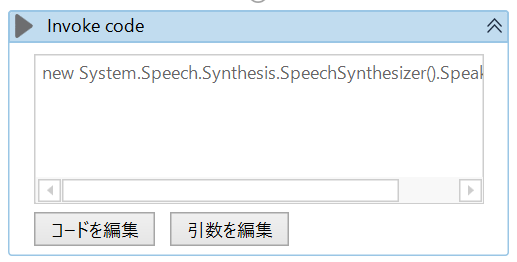 Invoke code
new System.Speech.Synthesis.SpeechSynthesizer().Speak
コードを編集
引数を編集